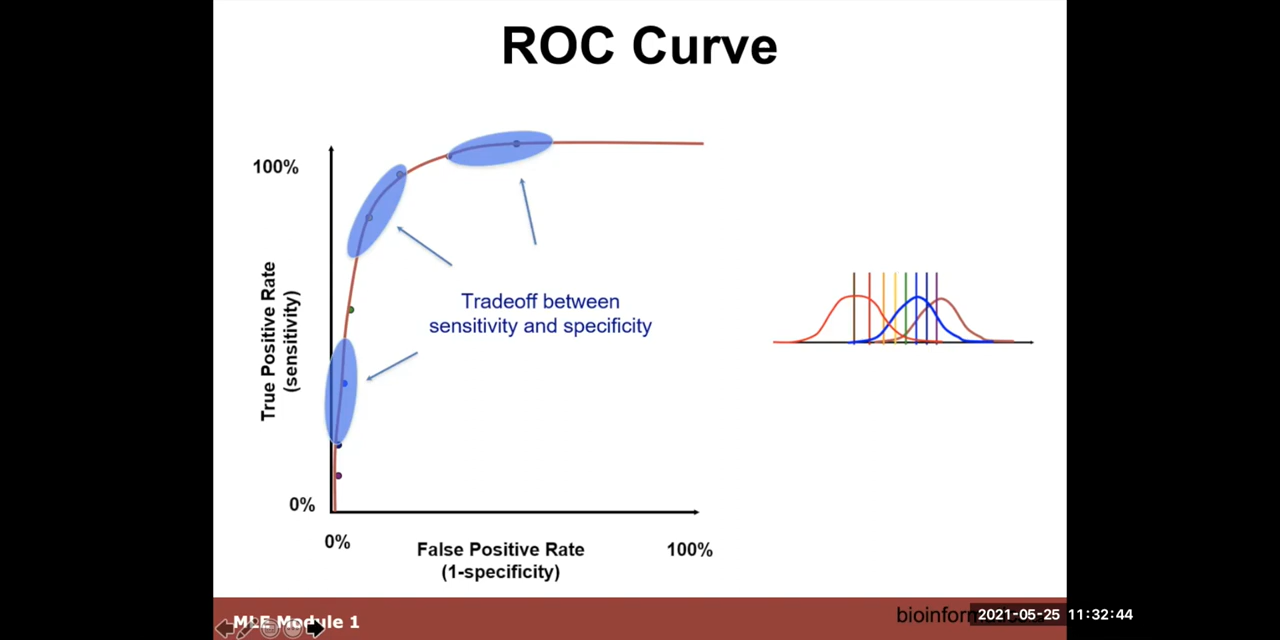 ROC Curve
100%
True Positive Rate
(sensitivity)
Tradeoff between
sensitivity and specificity
0%
0%
False Positive Rate
(1-specificity)
100%
MLE Module 1
2021-05-25 11:32:44